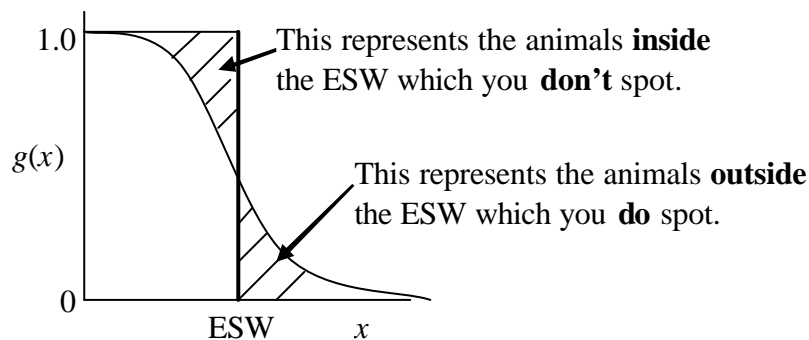 1.0
This represents the animals inside
the ESW which you don't spot.
g(x)
This represents the animals outside
the ESW which you do spot.
0
ESW
x